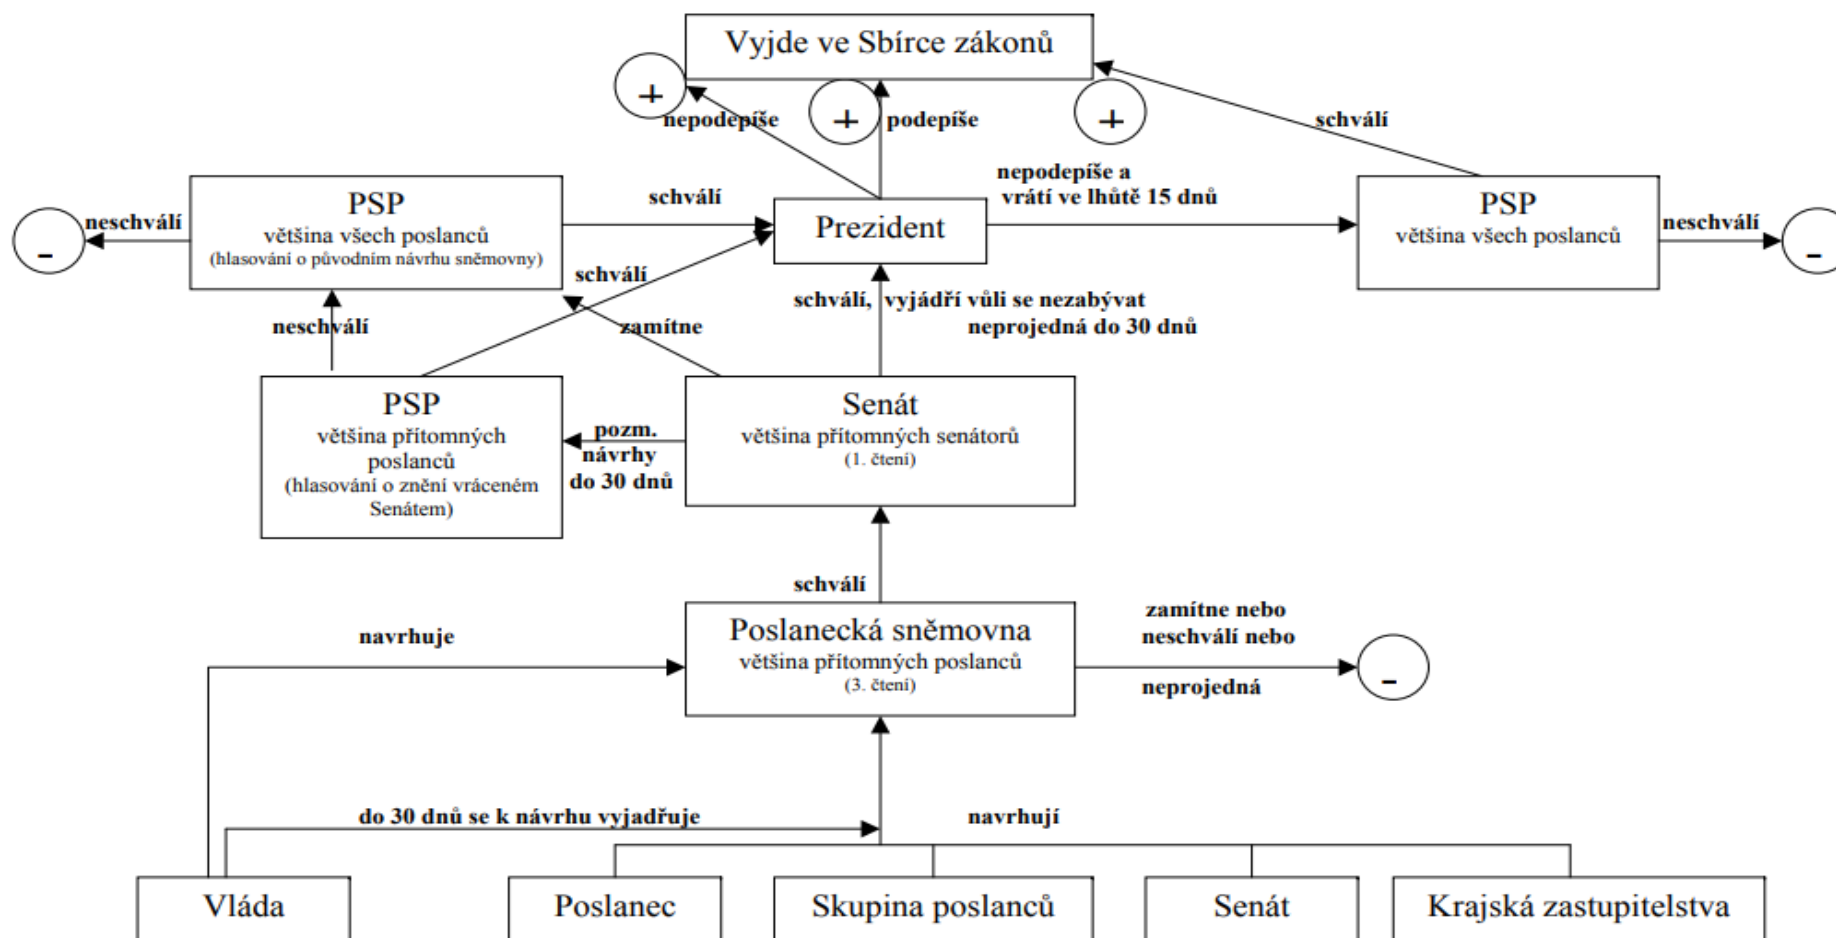 Vyjde ve Sbírce zákonů
+
+
+
nepodepíše
podepíše
schválí
PSP
většina všech poslanců
(hlasování o původním návrhu sněmovny)
neschválí
-
schválí
Prezident
nepodepíše a
vrátí ve lhůtě 15 dnů
PSP
většina všech poslanců
neschválí
-
neschválí
schválí
zamítne
schválí, vyjádří vůli se nezabývat
neprojedná do 30 dnů
PSP
většina přítomných
poslanců
(hlasování o znění vráceném
Senátem)
pozm.
návrhy
do 30 dnů
Senát
většina přítomných senátorů
(1. čtení)
schválí
navrhuje
Poslanecká sněmovna
většina přítomných poslanců
(3. čtení)
zamítne nebo
neschválí nebo
neprojedná
-
do 30 dnů se k návrhu vyjadřuje
navrhují
Vláda
Poslanec
Skupina poslanců
Senát
Krajská zastupitelstva